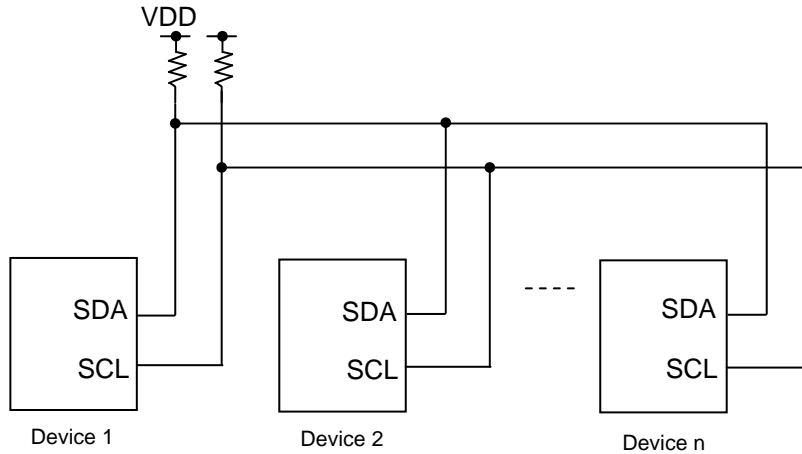 VDD
SDA
SCL
Device 1
SDA
SCL
Device 2
SDA
SCL
Device n